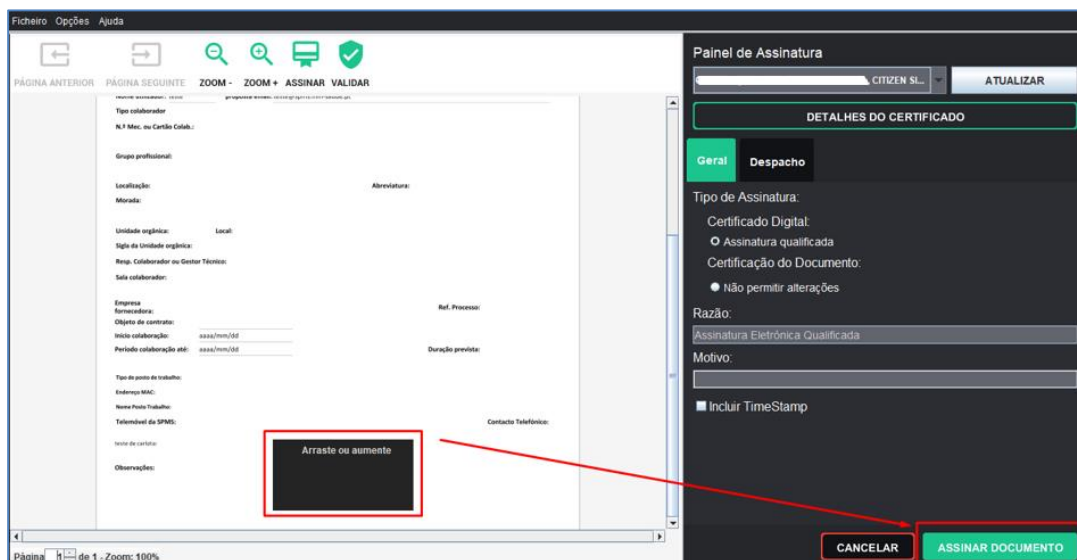 Ficheiro Opções Ajuda
PÁGINA ANTERIOR PÁGINA SEGUINTE ZOOM - ZOOM + ASSINAR VALIDAR
Tipo colaborador
N.º Mec. ou Cartão Colab.:
Grupo profissional:
Localização: Abreviatura:
Morada:
Unidade orgânica: Local:
Sigla da Unidade orgânica:
Resp. Colaborador ou Gestor Técnico:
Sala colaborador:
Empresa
fornecedora: Ref. Processo:
Objeto de contrato:
Início colaboração: aaaa/mm/dd
Período colaboração até: aaaa/mm/dd Duração prevista:
Tipo de posto de trabalho:
Endereço MAC:
Nome Posto Trabalho:
Telemóvel da SPMS: Contacto Telefónico:
Arraste ou aumente
Observações:
Página 1 de 1 - Zoom: 100%
Painel de Assinatura
CITIZEN SI... ATUALIZAR
DETALHES DO CERTIFICADO
Geral Despacho
Tipo de Assinatura:
Certificado Digital:
Assinatura qualificada
Certificação do Documento:
Não permitir alterações
Razão:
Assinatura Eletrónica Qualificada
Motivo:
Incluir TimeStamp
CANCELAR ASSINAR DOCUMENTO